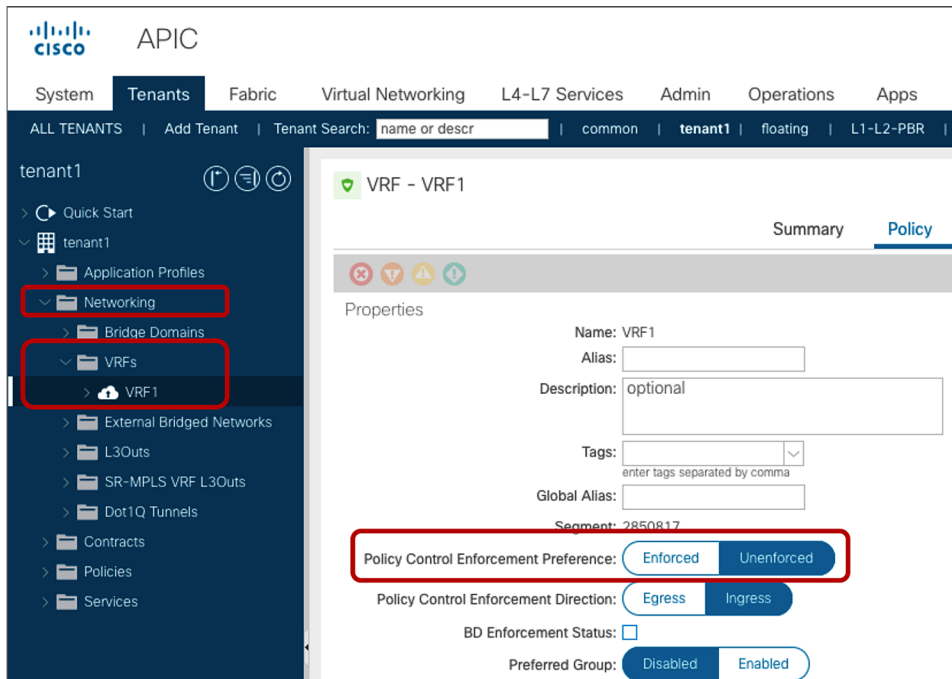 CISCO APIC
System Tenants Fabric Virtual Networking L4-L7 Services Admin Operations Apps
ALL TENANTS | Add Tenant | Tenant Search: name or descr | common | tenant1 | floating | L1-L2-PBR |
tenant1
Quick Start
tenant1
Application Profiles
Networking
Bridge Domains
VRFs
VRF1
External Bridged Networks
L3Outs
SR-MPLS VRF L3Outs
Dot1Q Tunnels
Contracts
Policies
Services
VRF - VRF1
Summary Policy
Properties
Name: VRF1
Alias:
Description: optional
Tags:
enter tags separated by comma
Global Alias:
Segment: 2850817
Policy Control Enforcement Preference: Enforced Unenforced
Policy Control Enforcement Direction: Egress Ingress
BD Enforcement Status:
Preferred Group: Disabled Enabled